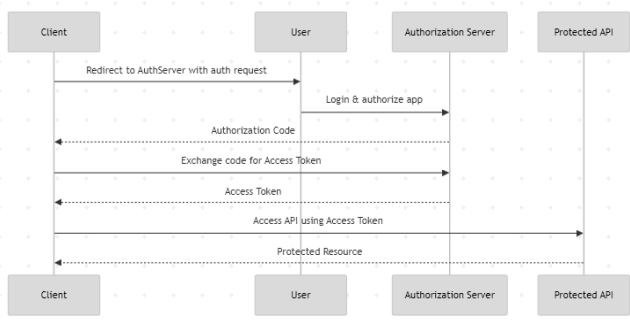 Client User Authorization Server Protected API
Redirect to AuthServer with auth request
Login & authorize app
Authorization Code
Exchange code for Access Token
Access Token
Access API using Access Token
Protected Resource
Client User Authorization Server Protected API